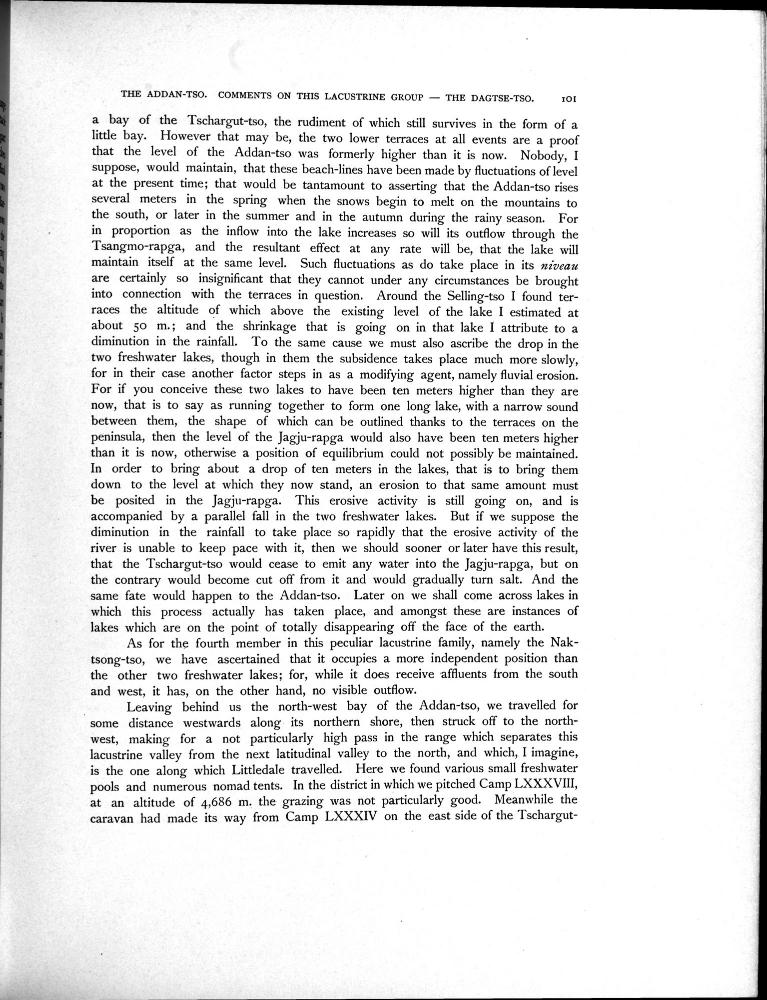 THE ADDAN-TSO. COMMENTS ON THIS LACUSTRINE GROUP — THE DAGTSE-TSO. 101
a bay of the Tschargut-tso, the rudiment of which still survives in the form of a
little bay. However that may be, the two lower terraces at all events are a proof
that the level of the Addan-tso was formerly higher than it is now. Nobody, I
suppose, would maintain, that these beach-lines have been made by fluctuations of level
at the present time; that would be tantamount to asserting that the Addan-tso rises
several meters in the spring when the snows begin to melt on the mountains to
the south, or later in the summer and in the autumn during the rainy season. For
in proportion as the inflow into the lake increases so will its outflow through the
Tsangmo-rapga, and the resultant effect at any rate will be, that the lake will
maintain itself at the same level. Such fluctuations as do take place in its niveau
are certainly so insignificant that they cannot under any circumstances be brought
into connection with the terraces in question. Around the Selling-tso I found ter-
races the altitude of which above the existing level of the lake I estimated at
about 50 m.; and the shrinkage that is going on in that lake I attribute to a
diminution in the rainfall. To the same cause we must also ascribe the drop in the
two freshwater lakes, though in them the subsidence takes place much more slowly,
for in their case another factor steps in as a modifying agent, namely fluvial erosion.
For if you conceive these two lakes to have been ten meters higher than they are
now, that is to say as running together to form one long lake, with a narrow sound
between them, the shape of which can be outlined thanks to the terraces on the
peninsula, then the level of the Jagju-rapga would also have been ten meters higher
than it is now, otherwise a position of equilibrium could not possibly be maintained.
In order to bring about a drop of ten meters in the lakes, that is to bring them
down to the level at which they now stand, an erosion to that same amount must
be posited in the Jagju-rapga. This erosive activity is still going on, and is
accompanied by a parallel fall in the two freshwater lakes. But if we suppose the
diminution in the rainfall to take place so rapidly that the erosive activity of the
river is unable to keep pace with it, then we should sooner or later have this result,
that the Tschargut-tso would cease to emit any water into the Jagju-rapga, but on
the contrary would become cut off from it and would gradually turn salt. And the
same fate would happen to the Addan-tso. Later on we shall come across lakes in
which this process actually has taken place, and amongst these are instances of
lakes which are on the point of totally disappearing off the face of the earth.
As for the fourth member in this peculiar lacustrine family, namely the Nak-
tsong-tso, we have ascertained that it occupies a more independent position than
the other two freshwater lakes; for, while it does receive affluents from the south
and west, it has, on the other hand, no visible outflow.
Leaving behind us the north-west bay of the Addan-tso, we travelled for
some distance westwards along its northern shore, then struck off to the north-
west, making for a not particularly high pass in the range which separates this
lacustrine valley from the next latitudinal valley to the north, and which, I imagine,
is the one along which Littledale travelled. Here we found various small freshwater
pools and numerous nomad tents. In the district in which we pitched Camp LXXXVIII,
at an altitude of 4,686 m. the grazing was not particularly good. Meanwhile the
caravan had made its way from Camp LXXXIV on the east side of the Tschargut-